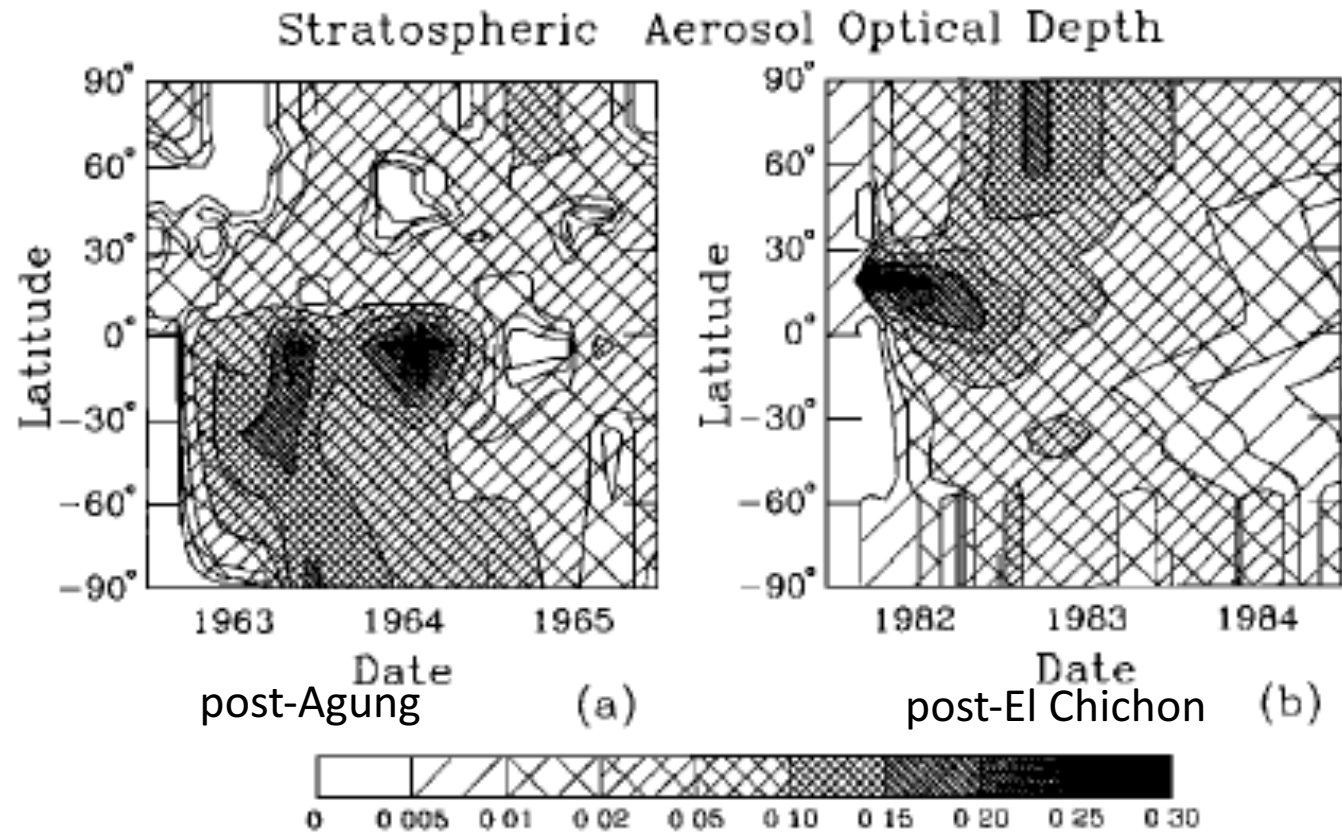 Stratospheric Aerosol Optical Depth
90°
60°
30°
0°
-30°
-60°
-90°
Latitude
1963 1964 1965
Date
post-Agung (a)
90°
60°
30°
0°
-30°
-60°
-90°
Latitude
1982 1983 1984
Date
post-El Chichon (b)
0 0 005 0 01 0 02 0 05 0 10 0 15 0 20 0 25 0 30